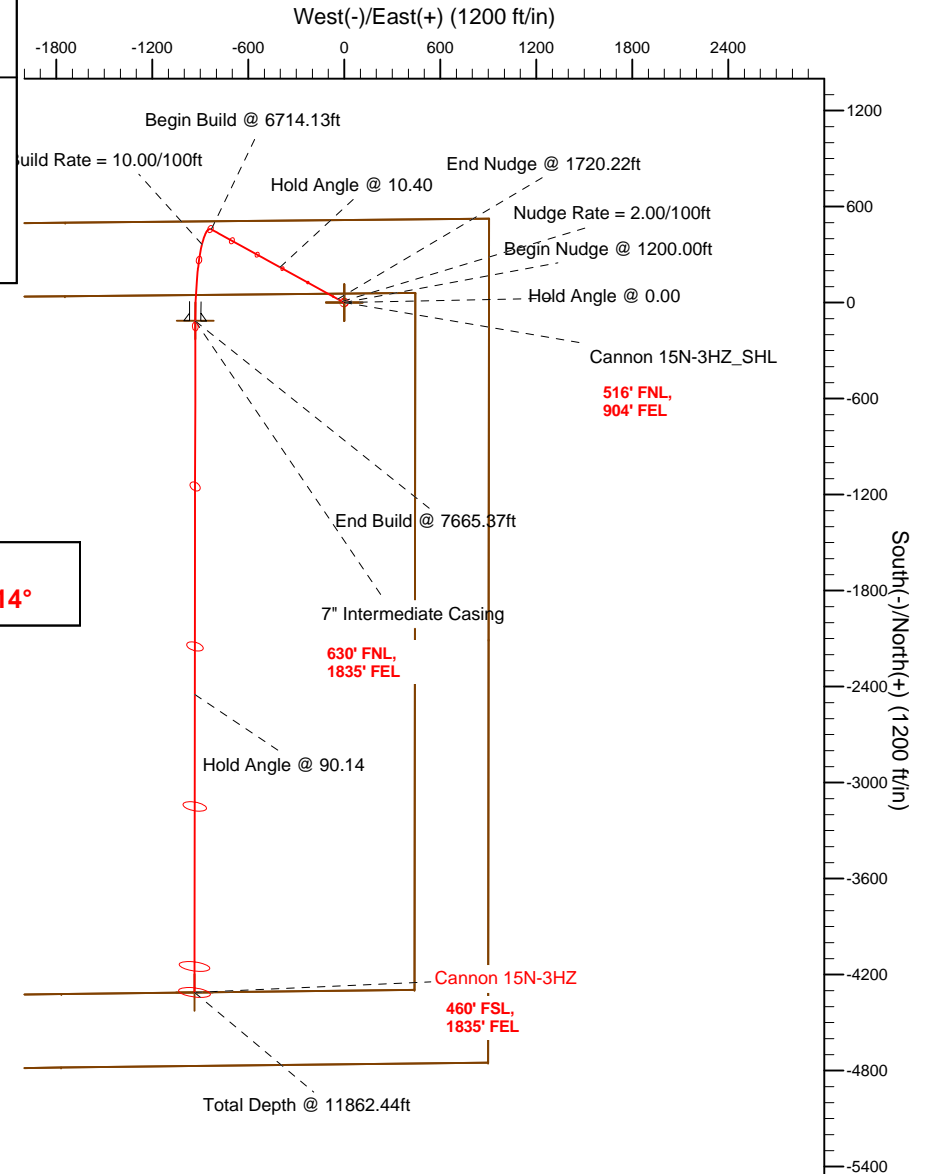 West(-)/East(+) (1200 ft/in)
-1800 -1200 -600 0 600 1200 1800 2400
Begin Build @ 6714.13ft
Build Rate = 10.00/100ft
Hold Angle @ 10.40
End Nudge @ 1720.22ft
Nudge Rate = 2.00/100ft
Begin Nudge @ 1200.00ft
Hold Angle @ 0.00
Cannon 15N-3HZ_SHL
516' FNL,
904' FEL
End Build @ 7665.37ft
7" Intermediate Casing
630' FNL,
1835' FEL
14°
Hold Angle @ 90.14
Cannon 15N-3HZ
460' FSL,
1835' FEL
Total Depth @ 11862.44ft
1200
600
0
-600
-1200
-1800
-2400
-3000
-3600
-4200
-4800
-5400
South(-)/North(+) (1200 ft/in)